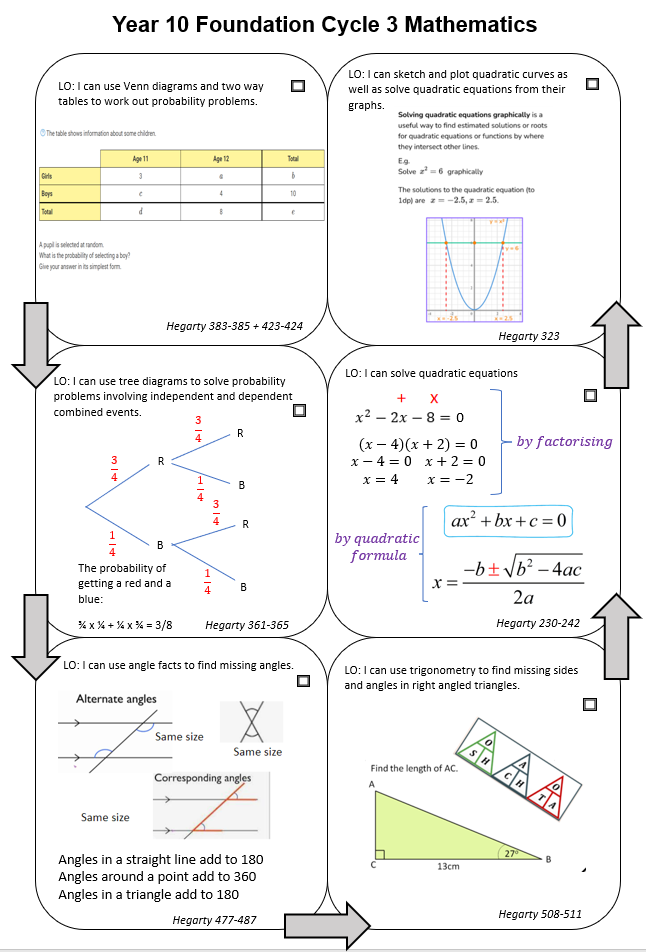 Year 10 Foundation Cycle 3 Mathematics
LO: I can use Venn diagrams and two way
tables to work out probability problems.
The table shows information about some children.
Age 11 Age 12 Total
Girls 3 a b
Boys c 4 10
Total d 8 e
A pupil is selected at random.
What is the probability of selecting a boy?
Give your answer in its simplest form.
Hegarty 383-385 + 423-424
LO: I can sketch and plot quadratic curves as
well as solve quadratic equations from their
graphs.
Solving quadratic equations graphically is a
useful way to find estimated solutions or roots
for quadratic equations or functions by where
they intersect other lines.
E.g.
Solve x² = 6 graphically
The solutions to the quadratic equation (to
1dp) are x = −2.5, x = 2.5.
y = x²
y = 6
x = -2.5 x = 2.5
Hegarty 323
LO: I can use tree diagrams to solve probability
problems involving independent and dependent
combined events.
3/4 R
3/4 R
1/4 B
1/4 B
3/4 R
1/4 B
The probability of
getting a red and a
blue:
¾ x ¼ + ¼ x ¾ = 3/8
Hegarty 361-365
LO: I can solve quadratic equations
+ X
x² − 2x − 8 = 0
(x − 4)(x + 2) = 0
x − 4 = 0 x + 2 = 0
x = 4 x = −2
by factorising
by quadratic
formula
ax² + bx + c = 0
x = (−b ± √(b² − 4ac)) / 2a
Hegarty 230-242
LO: I can use angle facts to find missing angles.
Alternate angles
Same size
Same size
Corresponding angles
Same size
Angles in a straight line add to 180
Angles around a point add to 360
Angles in a triangle add to 180
Hegarty 477-487
LO: I can use trigonometry to find missing sides
and angles in right angled triangles.
O
S H
A
C H
O
T A
Find the length of AC.
A
27°
B
C
13cm
Hegarty 508-511